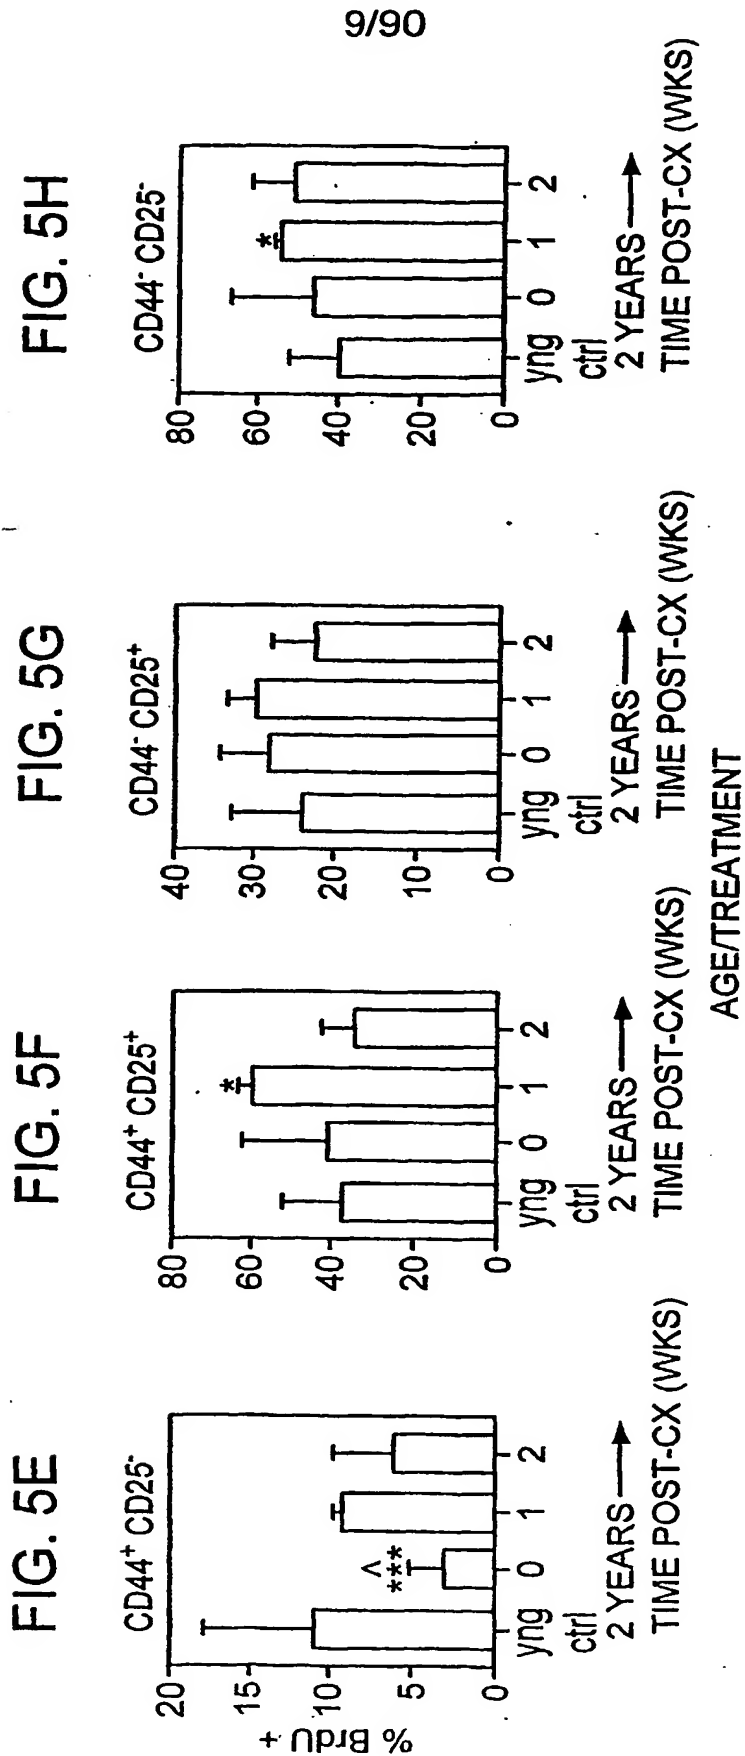 9/90
FIG. 5E
CD44+ CD25-
% BrdU +
20
15
10
5
0
^
***
yng
ctrl
0
1
2
2 YEARS
TIME POST-CX (WKS)
FIG. 5F
CD44+ CD25+
80
60
40
20
0
*
yng
ctrl
0
1
2
2 YEARS
TIME POST-CX (WKS)
FIG. 5G
CD44- CD25+
40
30
20
10
0
yng
ctrl
0
1
2
2 YEARS
TIME POST-CX (WKS)
FIG. 5H
CD44- CD25-
80
60
40
20
0
*
yng
ctrl
0
1
2
2 YEARS
TIME POST-CX (WKS)
AGE/TREATMENT